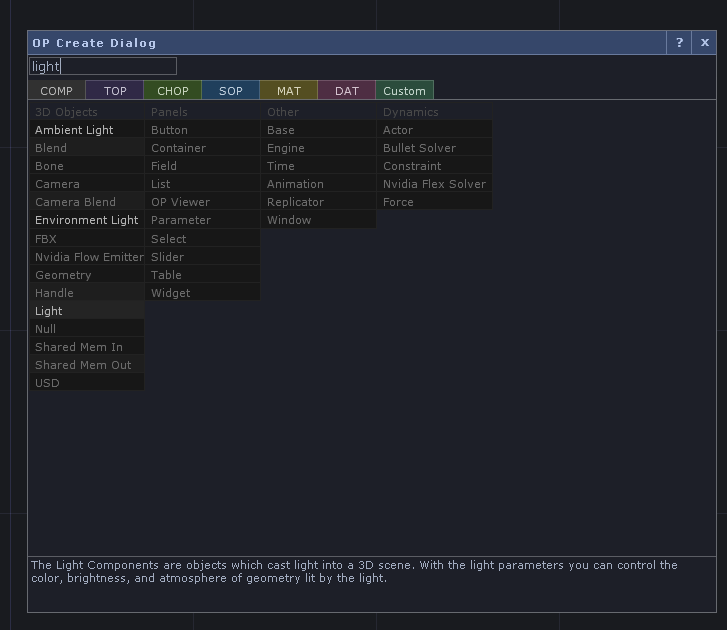 OP Create Dialog
?
x
light
COMP
TOP
CHOP
SOP
MAT
DAT
Custom
3D Objects
Ambient Light
Blend
Bone
Camera
Camera Blend
Environment Light
FBX
Nvidia Flow Emitter
Geometry
Handle
Light
Null
Shared Mem In
Shared Mem Out
USD
Panels
Button
Container
Field
List
OP Viewer
Parameter
Select
Slider
Table
Widget
Other
Base
Engine
Time
Animation
Replicator
Window
Dynamics
Actor
Bullet Solver
Constraint
Nvidia Flex Solver
Force
The Light Components are objects which cast light into a 3D scene. With the light parameters you can control the
color, brightness, and atmosphere of geometry lit by the light.